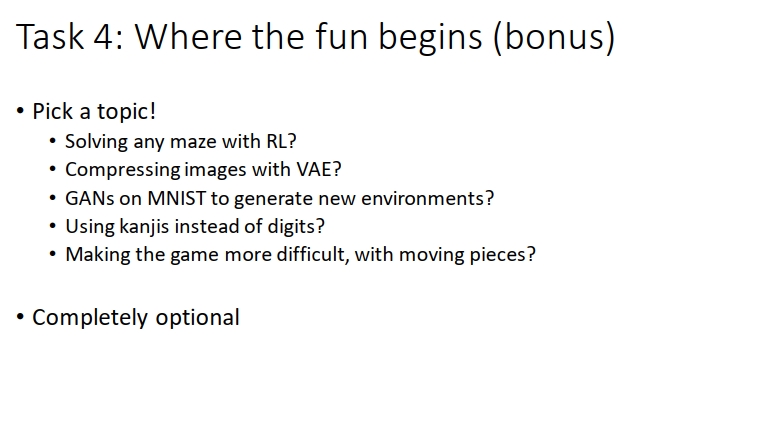 Task 4: Where the fun begins (bonus)
• Pick a topic!
• Solving any maze with RL?
• Compressing images with VAE?
• GANs on MNIST to generate new environments?
• Using kanjis instead of digits?
• Making the game more difficult, with moving pieces?
• Completely optional